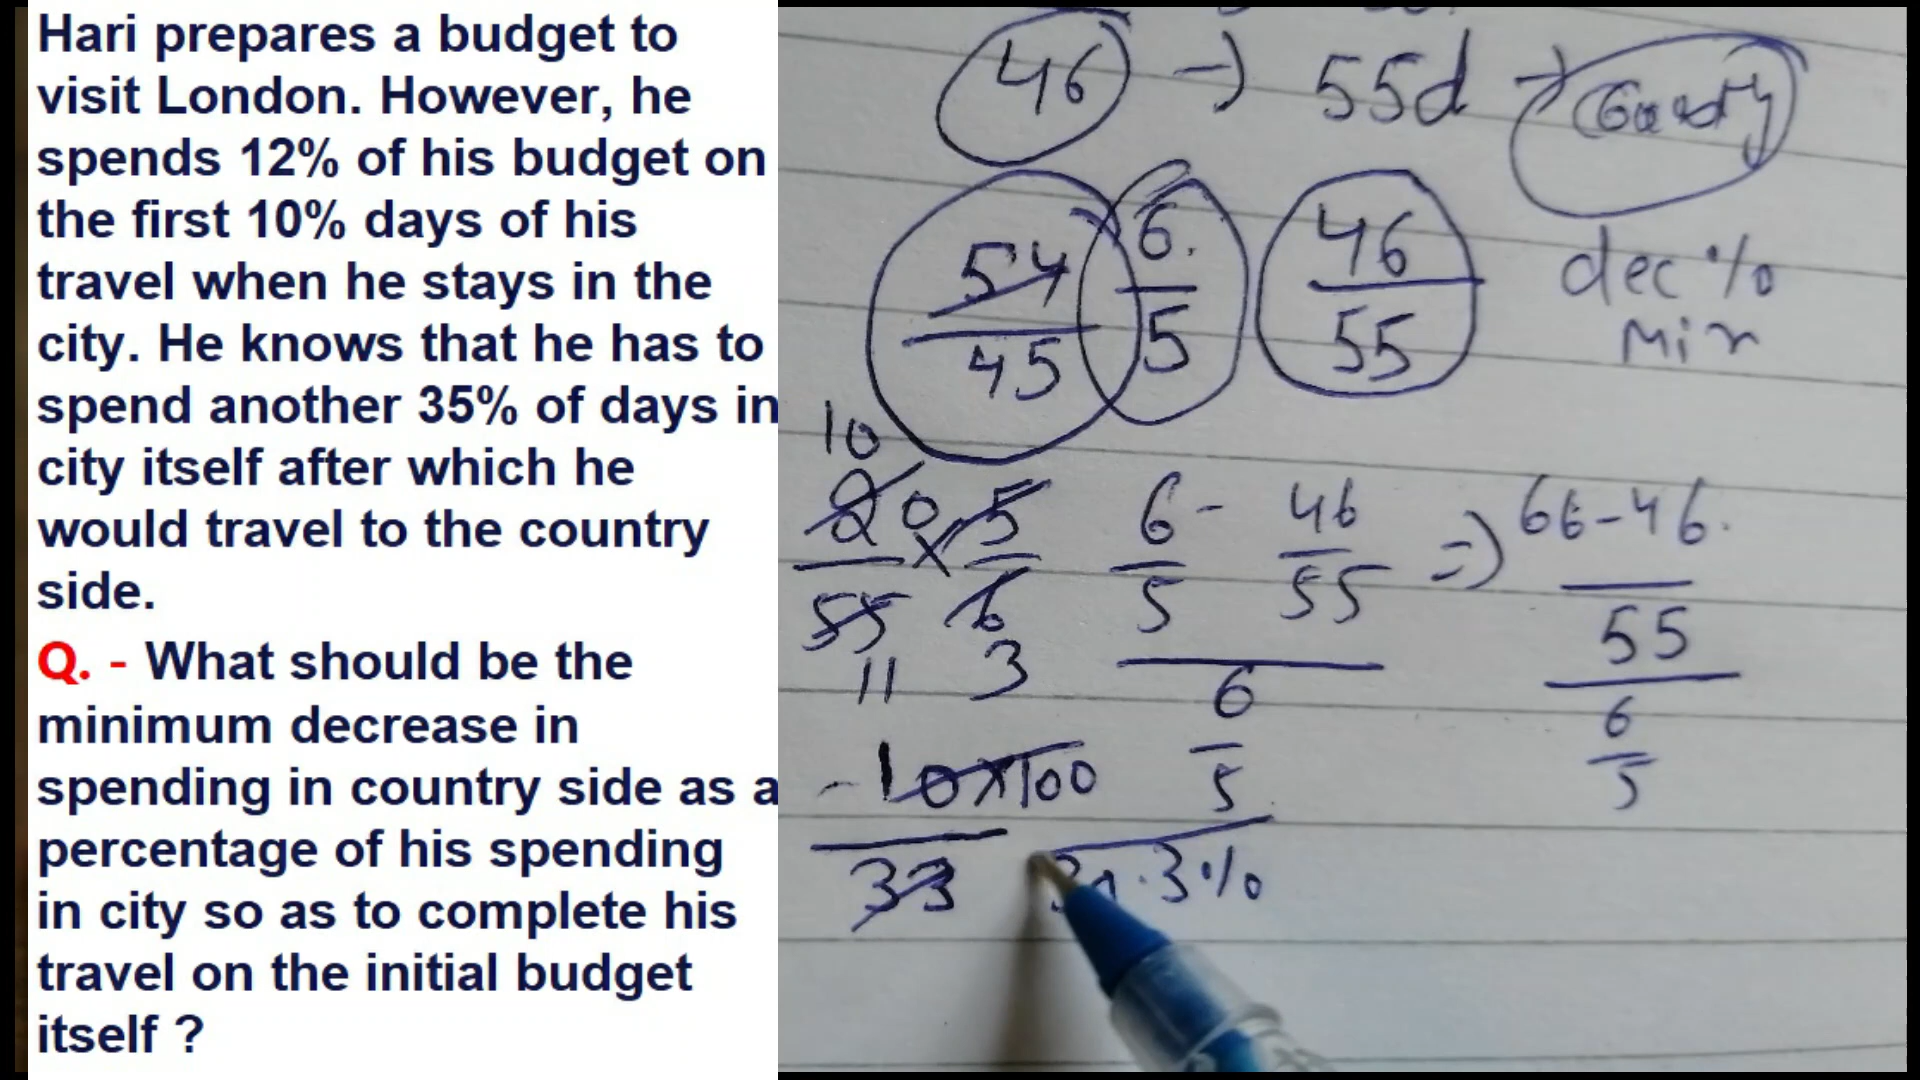 Hari prepares a budget to
visit London. However, he
spends 12% of his budget on
the first 10% days of his
travel when he stays in the
city. He knows that he has to
spend another 35% of days in
city itself after which he
would travel to the country
side.
Q. - What should be the
minimum decrease in
spending in country side as a
percentage of his spending
in city so as to complete his
travel on the initial budget
itself ?
46 → 55d →
54/45 6/5 46/55 dec %
min
10
20/55 × 5/6 6/5 - 46/55 ⇒ 66-46
11 3 6/5 55
6/5
-10×100
33 .3%